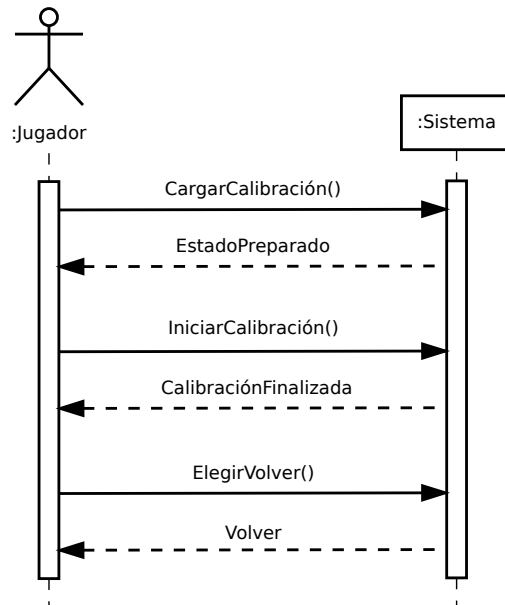 :Jugador
:Sistema
CargarCalibración()
EstadoPreparado
IniciarCalibración()
CalibraciónFinalizada
ElegirVolver()
Volver